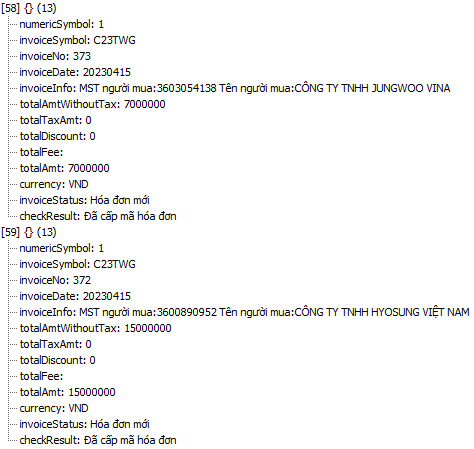 [58] {} (13)
numericSymbol: 1
invoiceSymbol: C23TWG
invoiceNo: 373
invoiceDate: 20230415
invoiceInfo: MST người mua:3603054138 Tên người mua:CÔNG TY TNHH JUNGWOO VINA
totalAmtWithoutTax: 7000000
totalTaxAmt: 0
totalDiscount: 0
totalFee:
totalAmt: 7000000
currency: VND
invoiceStatus: Hóa đơn mới
checkResult: Đã cấp mã hóa đơn
[59] {} (13)
numericSymbol: 1
invoiceSymbol: C23TWG
invoiceNo: 372
invoiceDate: 20230415
invoiceInfo: MST người mua:3600890952 Tên người mua:CÔNG TY TNHH HYOSUNG VIỆT NAM
totalAmtWithoutTax: 15000000
totalTaxAmt: 0
totalDiscount: 0
totalFee:
totalAmt: 15000000
currency: VND
invoiceStatus: Hóa đơn mới
checkResult: Đã cấp mã hóa đơn